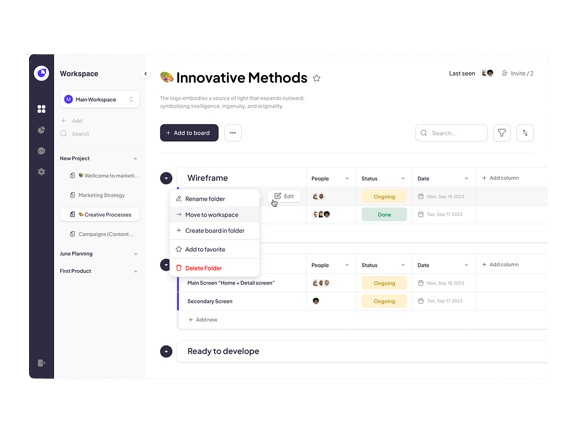 Workspace
M
Main Workspace
Add
Search
New Project
Wellcome to marketi...
Marketing Strategy
Creative Processes
Campaigns (Content ...
June Planning
First Product
Innovative Methods
The logo embodies a source of light that expands outward,
symbolizing intelligence, ingenuity, and originality.
Last seen
Invite / 2
+ Add to board
Search...
Wireframe
People
Status
Date
+ Add column
Edit
Ongoing
Mon, Sep 16 2023
Done
Tue, Sep 17 2023
Rename folder
Move to workspace
Create board in folder
Add to favorite
Delete Folder
People
Status
Date
+ Add column
Main Screen "Home + Detail screen"
Ongoing
Mon, Sep 16 2023
Secondary Screen
Ongoing
Tue, Sep 17 2023
+ Add new
Ready to develope